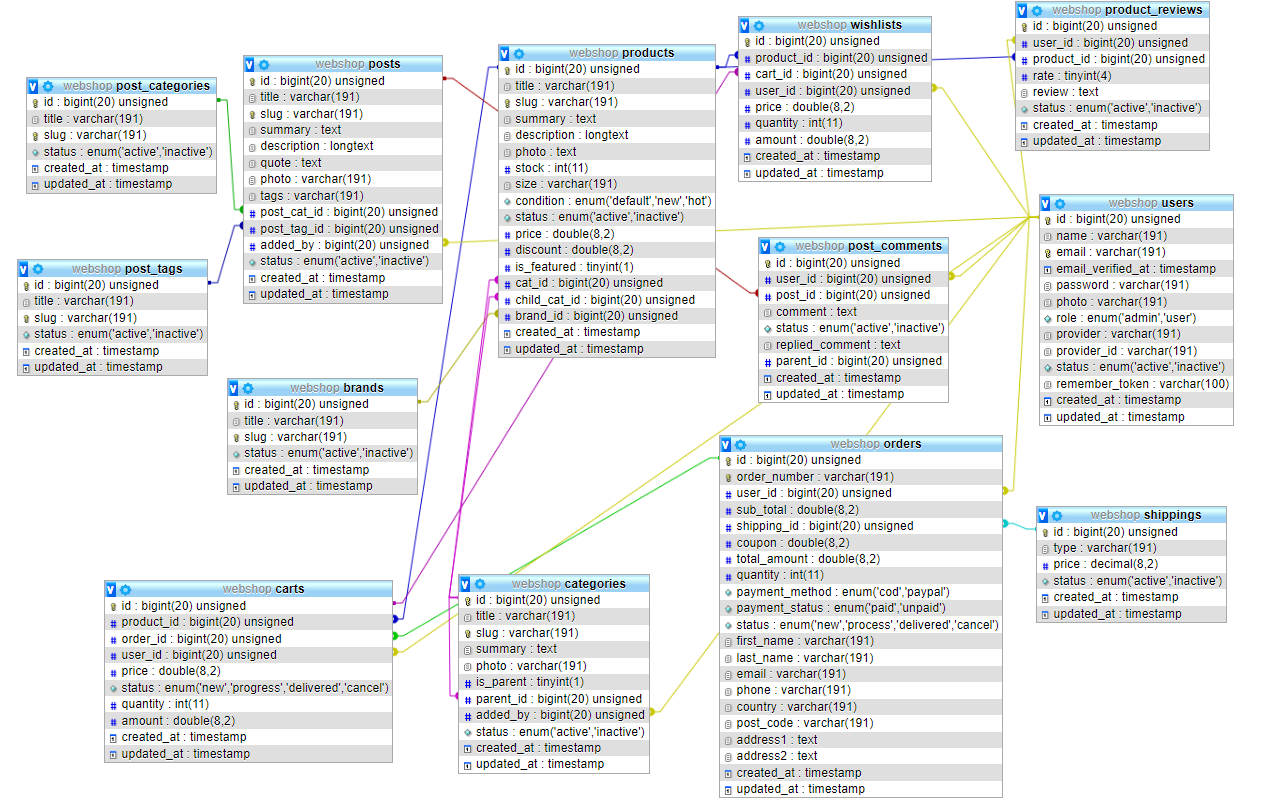 webshop post_categories
id : bigint(20) unsigned
title : varchar(191)
slug : varchar(191)
status : enum('active','inactive')
created_at : timestamp
updated_at : timestamp
webshop post_tags
id : bigint(20) unsigned
title : varchar(191)
slug : varchar(191)
status : enum('active','inactive')
created_at : timestamp
updated_at : timestamp
webshop posts
id : bigint(20) unsigned
title : varchar(191)
slug : varchar(191)
summary : text
description : longtext
quote : text
photo : varchar(191)
tags : varchar(191)
post_cat_id : bigint(20) unsigned
post_tag_id : bigint(20) unsigned
added_by : bigint(20) unsigned
status : enum('active','inactive')
created_at : timestamp
updated_at : timestamp
webshop brands
id : bigint(20) unsigned
title : varchar(191)
slug : varchar(191)
status : enum('active','inactive')
created_at : timestamp
updated_at : timestamp
webshop carts
id : bigint(20) unsigned
product_id : bigint(20) unsigned
order_id : bigint(20) unsigned
user_id : bigint(20) unsigned
price : double(8,2)
status : enum('new','progress','delivered','cancel')
quantity : int(11)
amount : double(8,2)
created_at : timestamp
updated_at : timestamp
webshop products
id : bigint(20) unsigned
title : varchar(191)
slug : varchar(191)
summary : text
description : longtext
photo : text
stock : int(11)
size : varchar(191)
condition : enum('default','new','hot')
status : enum('active','inactive')
price : double(8,2)
discount : double(8,2)
is_featured : tinyint(1)
cat_id : bigint(20) unsigned
child_cat_id : bigint(20) unsigned
brand_id : bigint(20) unsigned
created_at : timestamp
updated_at : timestamp
webshop categories
id : bigint(20) unsigned
title : varchar(191)
slug : varchar(191)
summary : text
photo : varchar(191)
is_parent : tinyint(1)
parent_id : bigint(20) unsigned
added_by : bigint(20) unsigned
status : enum('active','inactive')
created_at : timestamp
updated_at : timestamp
webshop wishlists
id : bigint(20) unsigned
product_id : bigint(20) unsigned
cart_id : bigint(20) unsigned
user_id : bigint(20) unsigned
price : double(8,2)
quantity : int(11)
amount : double(8,2)
created_at : timestamp
updated_at : timestamp
webshop post_comments
id : bigint(20) unsigned
user_id : bigint(20) unsigned
post_id : bigint(20) unsigned
comment : text
status : enum('active','inactive')
replied_comment : text
parent_id : bigint(20) unsigned
created_at : timestamp
updated_at : timestamp
webshop orders
id : bigint(20) unsigned
order_number : varchar(191)
user_id : bigint(20) unsigned
sub_total : double(8,2)
shipping_id : bigint(20) unsigned
coupon : double(8,2)
total_amount : double(8,2)
quantity : int(11)
payment_method : enum('cod','paypal')
payment_status : enum('paid','unpaid')
status : enum('new','process','delivered','cancel')
first_name : varchar(191)
last_name : varchar(191)
email : varchar(191)
phone : varchar(191)
country : varchar(191)
post_code : varchar(191)
address1 : text
address2 : text
created_at : timestamp
updated_at : timestamp
webshop product_reviews
id : bigint(20) unsigned
user_id : bigint(20) unsigned
product_id : bigint(20) unsigned
rate : tinyint(4)
review : text
status : enum('active','inactive')
created_at : timestamp
updated_at : timestamp
webshop users
id : bigint(20) unsigned
name : varchar(191)
email : varchar(191)
email_verified_at : timestamp
password : varchar(191)
photo : varchar(191)
role : enum('admin','user')
provider : varchar(191)
provider_id : varchar(191)
status : enum('active','inactive')
remember_token : varchar(100)
created_at : timestamp
updated_at : timestamp
webshop shippings
id : bigint(20) unsigned
type : varchar(191)
price : decimal(8,2)
status : enum('active','inactive')
created_at : timestamp
updated_at : timestamp